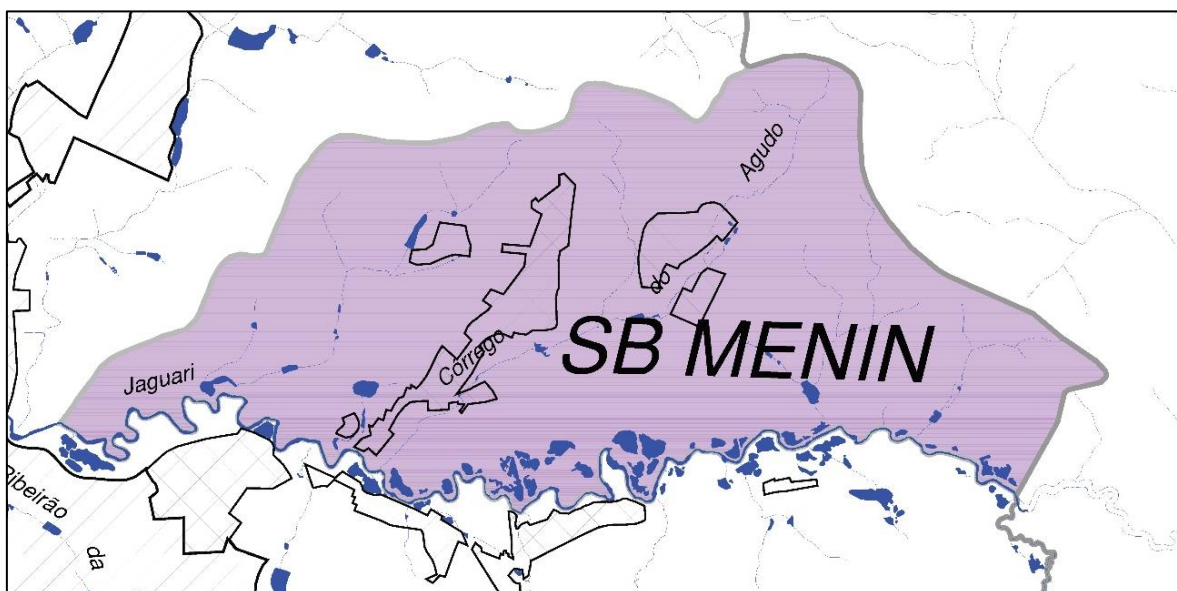 Agudo
do
SB MENIN
Córrego
Jaguari
Ribeirão
da